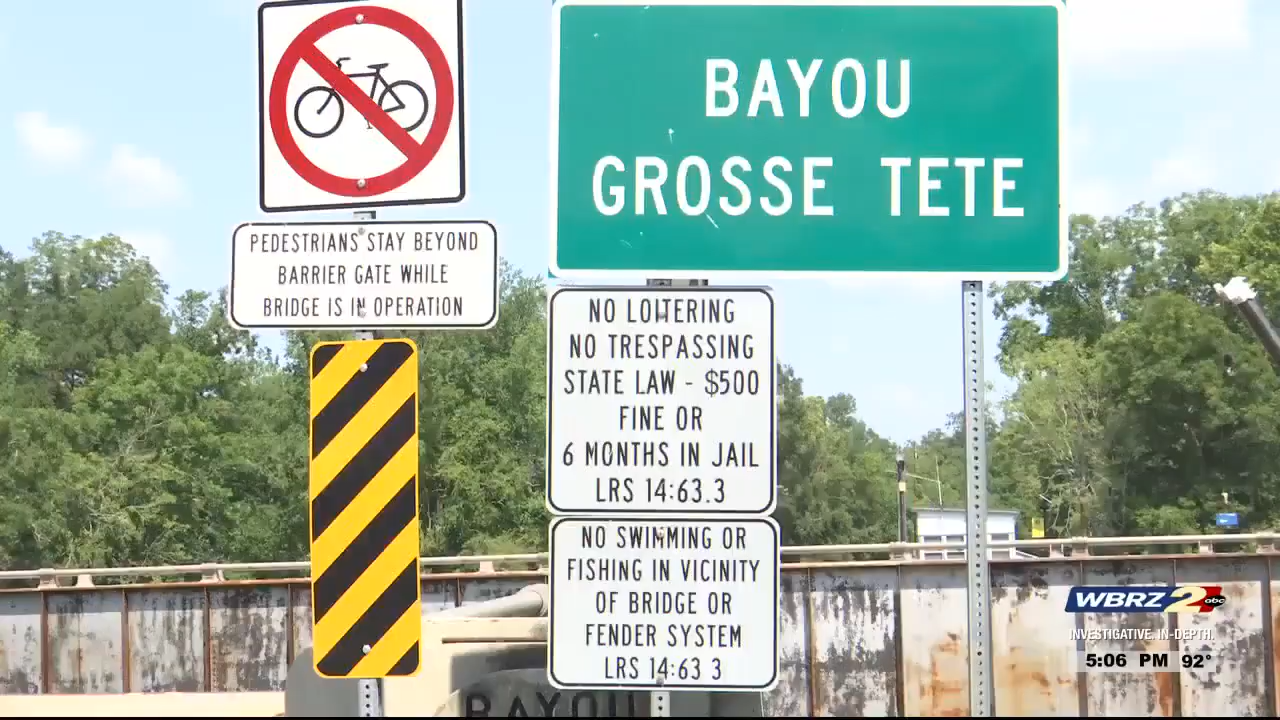 PEDESTRIANS STAY BEYOND
BARRIER GATE WHILE
BRIDGE IS IN OPERATION
BAYOU
GROSSE TETE
NO LOITERING
NO TRESPASSING
STATE LAW - $500
FINE OR
6 MONTHS IN JAIL
LRS 14:63.3
NO SWIMMING OR
FISHING IN VICINITY
OF BRIDGE OR
FENDER SYSTEM
LRS 14:63 3
BAYOU
WBRZ 2 abc
INVESTIGATIVE. IN-DEPTH.
5:06 PM 92°